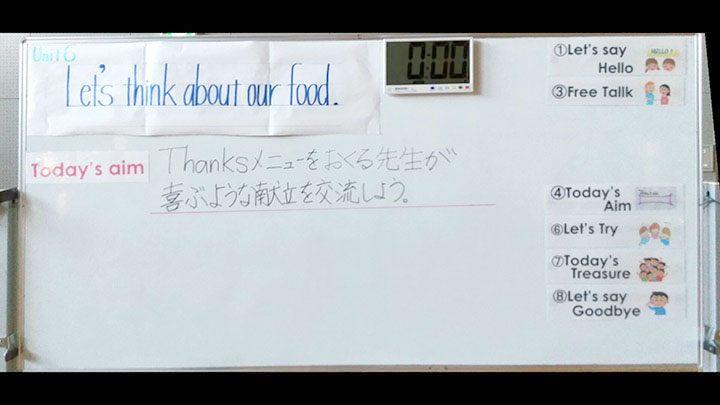 Unit 6
Let's think about our food.
0:00
Today's aim
Thanksメニューをおくる先生が
喜ぶような献立を交流しよう。
①Let's say
Hello
③Free Tallk
④Today's
Aim
⑥Let's Try
⑦Today's
Treasure
⑧Let's say
Goodbye